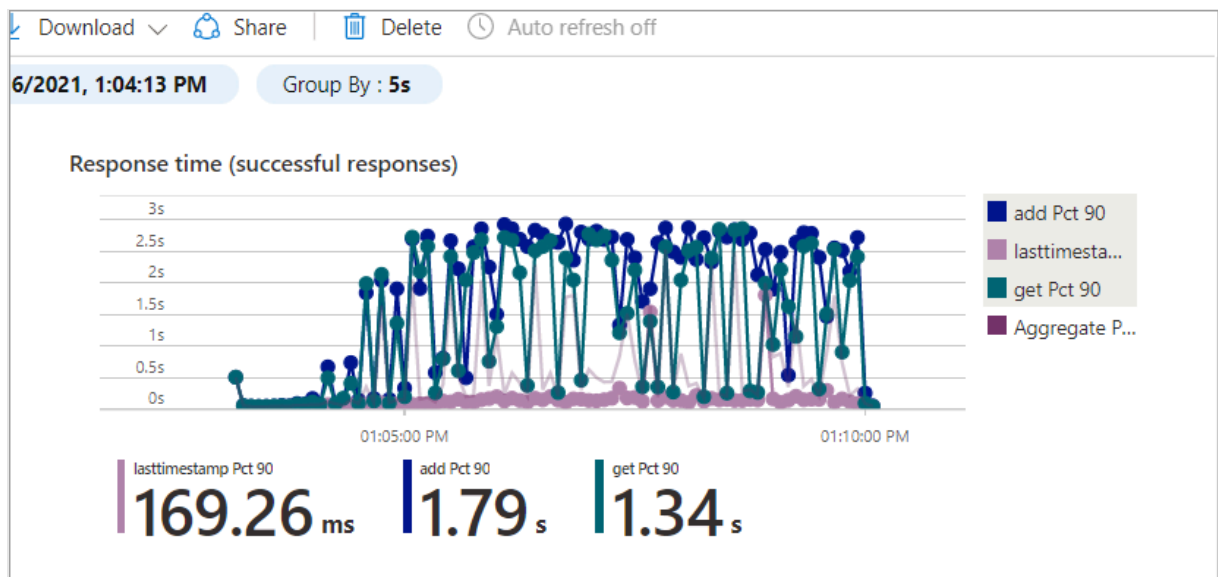 Download Share Delete Auto refresh off
6/2021, 1:04:13 PM Group By : 5s
Response time (successful responses)
3s
2.5s
2s
1.5s
1s
0.5s
0s
01:05:00 PM 01:10:00 PM
add Pct 90
lasttimesta...
get Pct 90
Aggregate P...
lasttimestamp Pct 90
169.26 ms
add Pct 90
1.79 s
get Pct 90
1.34 s